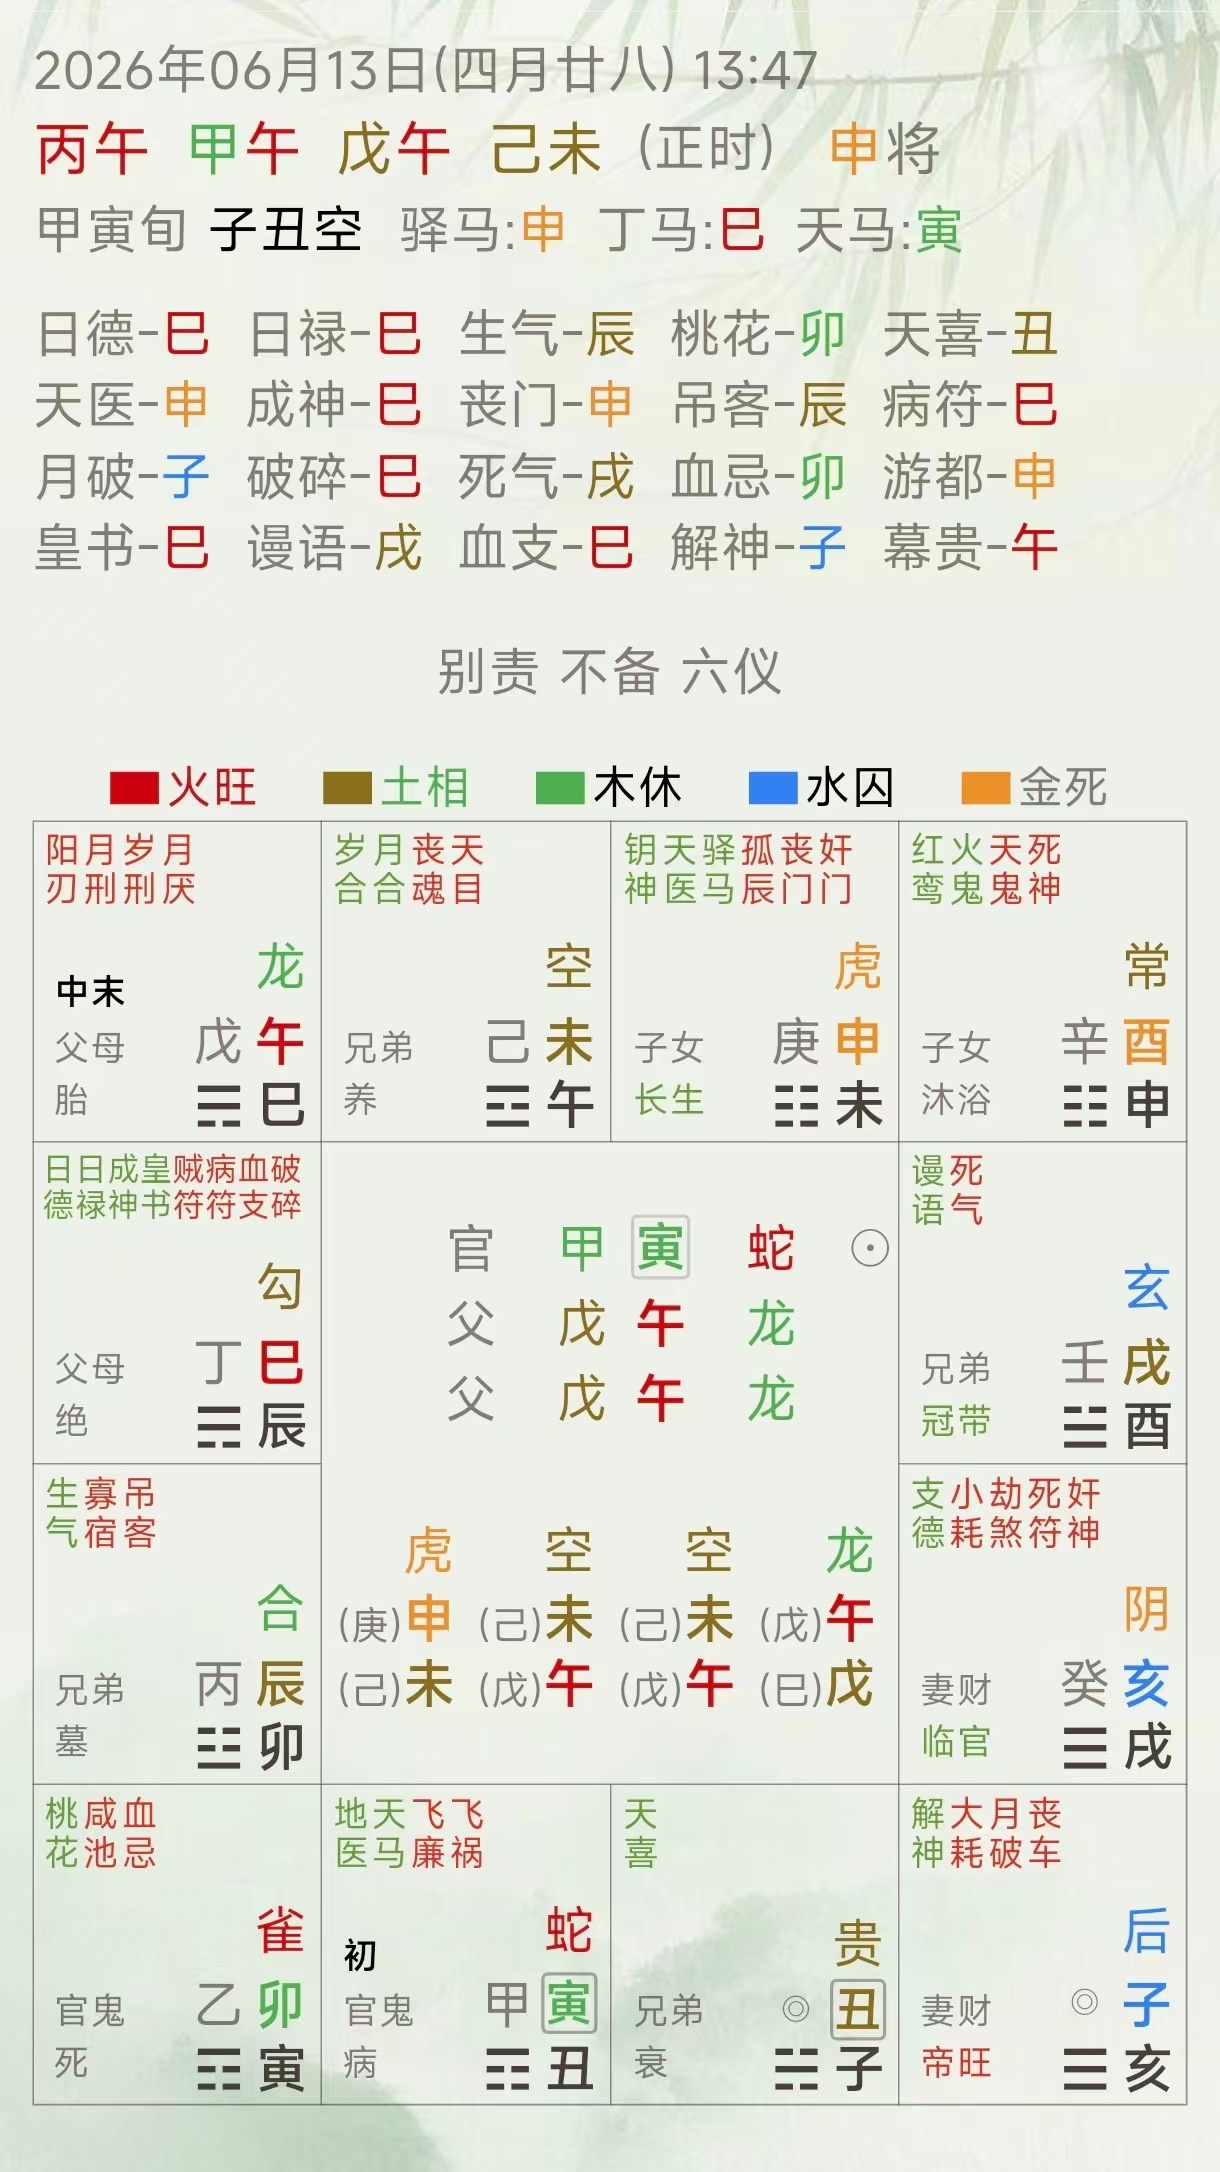 2026年06月13日(四月廿八) 13:47
丙午 甲午 戊午 己未 (正时) 申将
甲寅旬 子丑空 驿马:申 丁马:巳 天马:寅
日德-巳 日禄-巳 生气-辰 桃花-卯 天喜-丑
天医-申 成神-巳 丧门-申 吊客-辰 病符-巳
月破-子 破碎-巳 死气-戌 血忌-卯 游都-申
皇书-巳 谩语-戌 血支-巳 解神-子 幕贵-午
别责 不备 六仪
火旺 土相 木休 水囚 金死
阳月岁月
刃刑刑厌
龙
中末
父母 戊 午
胎 ☴ 巳
岁月丧天
合合魂目
空
兄弟 己 未
养 ☲ 午
钥天驿孤丧奸
神医马辰门门
虎
子女 庚 申
长生 ☷ 未
红火天死
鸾鬼鬼神
常
子女 辛 酉
沐浴 ☷ 申
日日成皇贼病血破
德禄神书符符支碎
勾
父母 丁 巳
绝 ☴ 辰
官 甲 寅 蛇 ⊙
父 戊 午 龙
父 戊 午 龙
虎 空 空 龙
(庚)申 (己)未 (己)未 (戊)午
(己)未 (戊)午 (戊)午 (巳)戊
谩死
语气
玄
兄弟 壬 戌
冠带 ☱ 酉
生寡吊
气宿客
合
兄弟 丙 辰
墓 ☳ 卯
支小劫死奸
德耗煞符神
阴
妻财 癸 亥
临官 ☰ 戌
桃咸血
花池忌
雀
官鬼 乙 卯
死 ☶ 寅
地天飞飞
医马廉祸
蛇
初
官鬼 甲 寅
病 ☶ 丑
天
喜
贵
兄弟 ◎ 丑
衰 ☵ 子
解大月丧
神耗破车
后
妻财 ◎ 子
帝旺 ☰ 亥